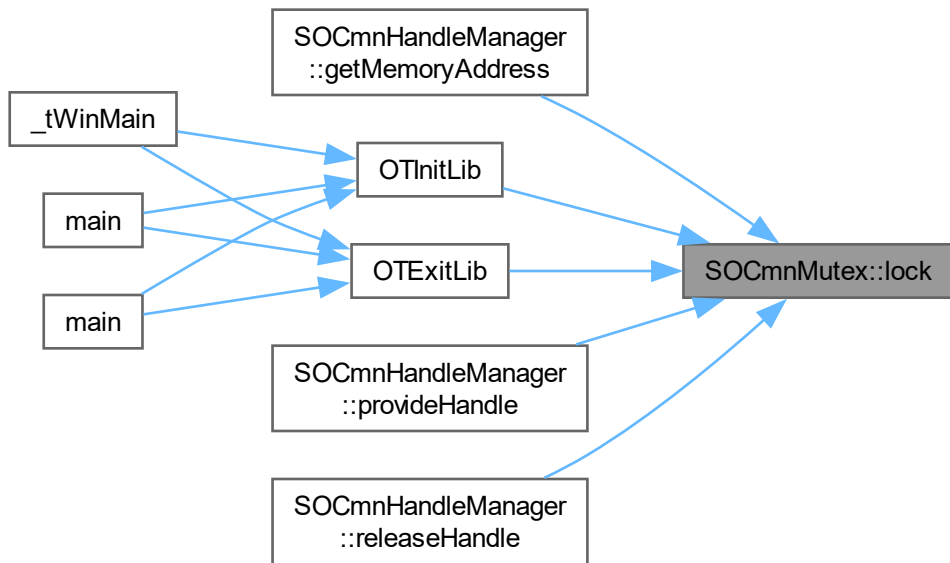 SOCmnHandleManager
::getMemoryAddress
_tWinMain
OTInitLib
main
OTExitLib
SOCmnMutex::lock
main
SOCmnHandleManager
::provideHandle
SOCmnHandleManager
::releaseHandle